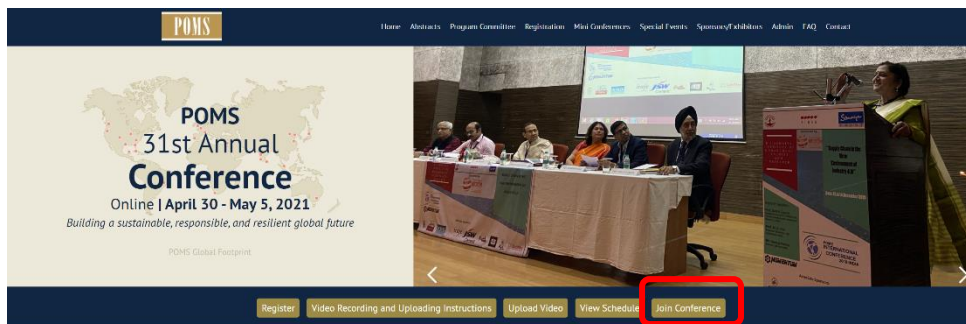 POMS
Home Abstracts Program Committee Registration Mini Conferences Special Events Sponsors/Exhibitors Admin FAQ Contact
POMS
31st Annual
Conference
Online | April 30 - May 5, 2021
Building a sustainable, responsible, and resilient global future
POMS Global Footprint
Register Video Recording and Uploading Instructions Upload Video View Schedule Join Conference